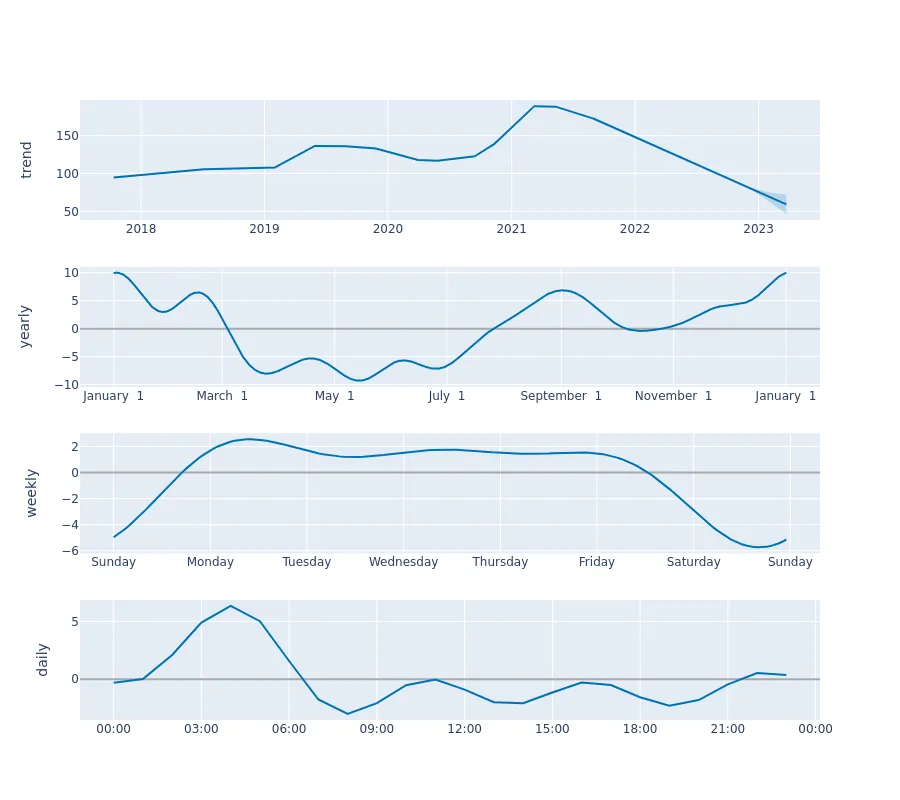 trend
150
100
50
2018 2019 2020 2021 2022 2023
yearly
10
5
0
−5
−10
January 1 March 1 May 1 July 1 September 1 November 1 January 1
weekly
2
0
−2
−4
−6
Sunday Monday Tuesday Wednesday Thursday Friday Saturday Sunday
daily
5
0
00:00 03:00 06:00 09:00 12:00 15:00 18:00 21:00 00:00